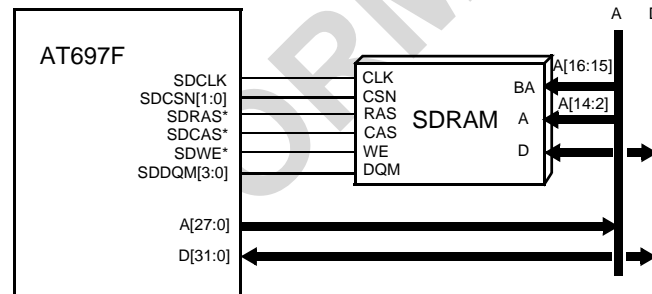 A D
AT697F
SDCLK
SDCSN[1:0]
SDRAS*
SDCAS*
SDWE*
SDDQM[3:0]
CLK
CSN
RAS
CAS
WE
DQM
SDRAM
BA
A
D
A[16:15]
A[14:2]
A[27:0]
D[31:0]